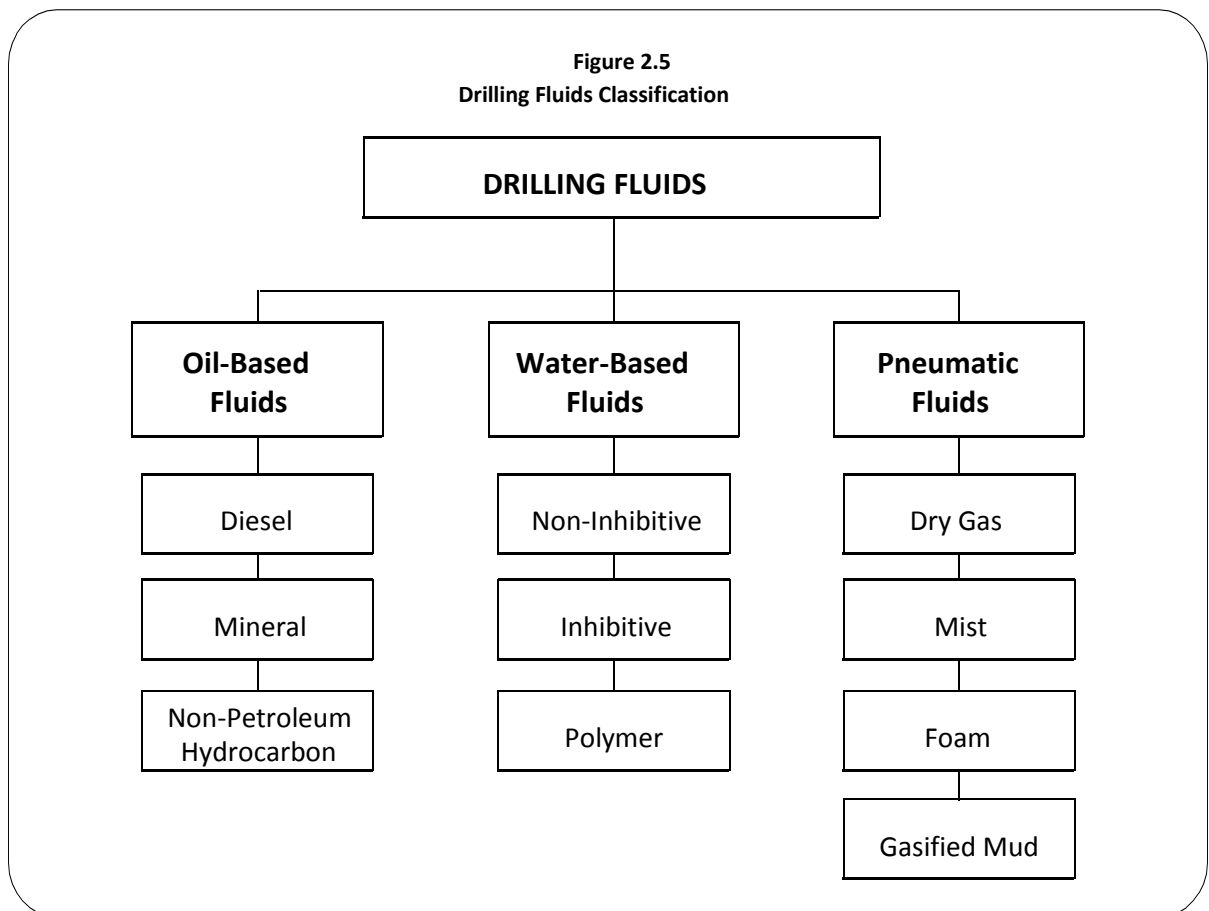 Figure 2.5
Drilling Fluids Classification
DRILLING FLUIDS
Oil-Based
Fluids
Water-Based
Fluids
Pneumatic
Fluids
Diesel
Non-Inhibitive
Dry Gas
Mineral
Inhibitive
Mist
Non-Petroleum
Hydrocarbon
Polymer
Foam
Gasified Mud